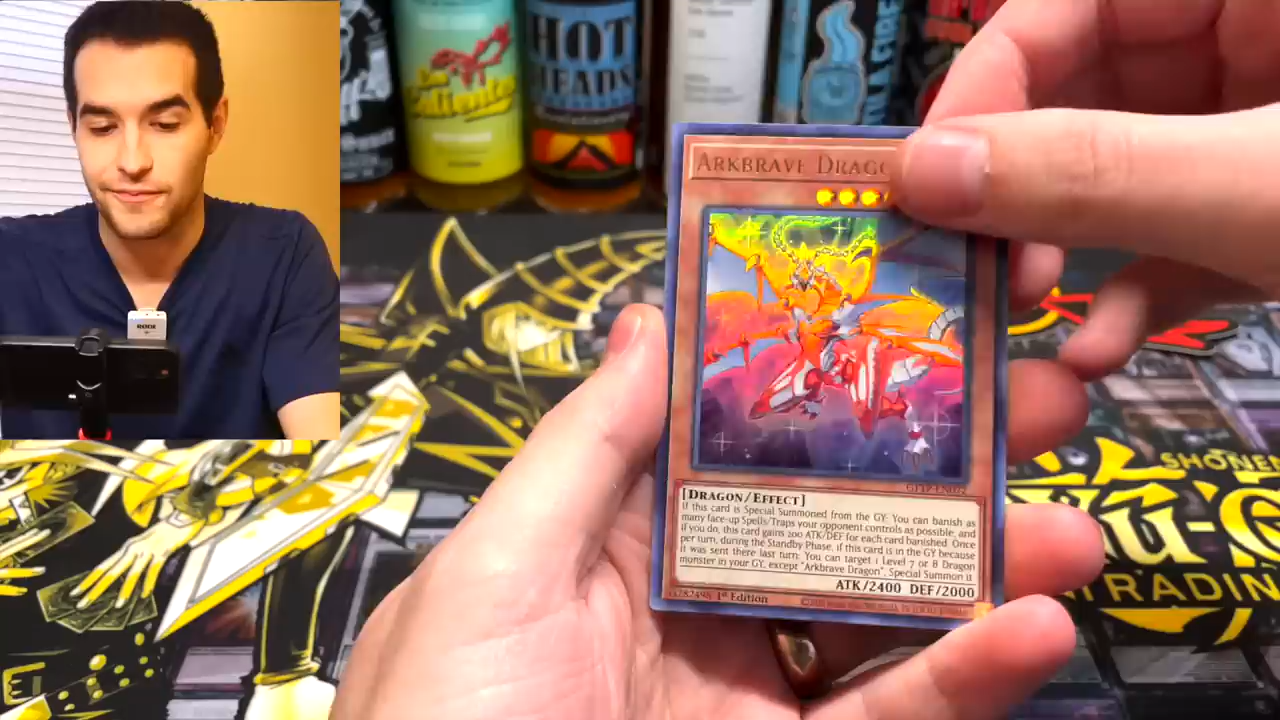 Los
Calientes
HOT
HEADS
RODE
ARKBRAVE DRAGO
[DRAGON/EFFECT]
If this card is Special Summoned from the GY: You can banish as
many face-up Spells/Traps your opponent controls as possible, and
if you do, this card gains 200 ATK/DEF for each card banished. Once
per turn, during the Standby Phase, if this card is in the GY because
it was sent there last turn: You can target 1 Level 7 or 8 Dragon
monster in your GY, except "Arkbrave Dragon"; Special Summon it.
ATK/2400 DEF/2000
1st Edition
SHONEN
TRADIN